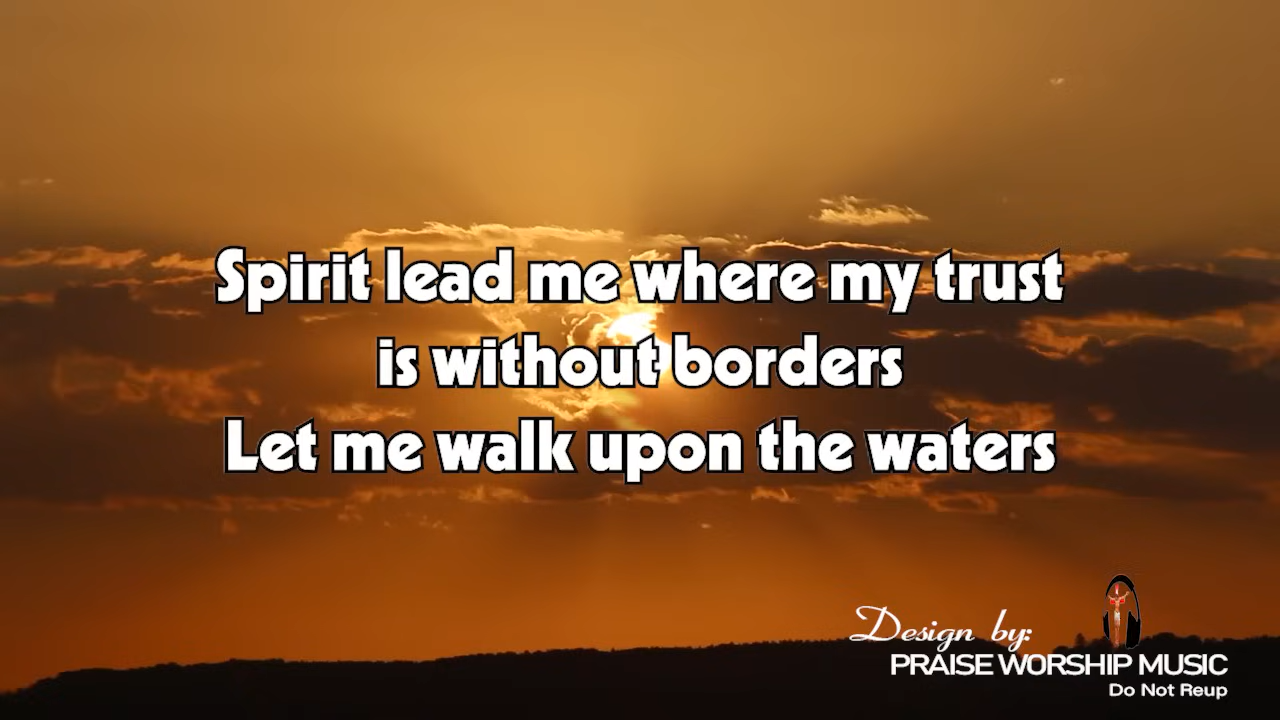 Spirit lead me where my trust
is without borders
Let me walk upon the waters
Design by:
PRAISE WORSHIP MUSIC
Do Not Reup